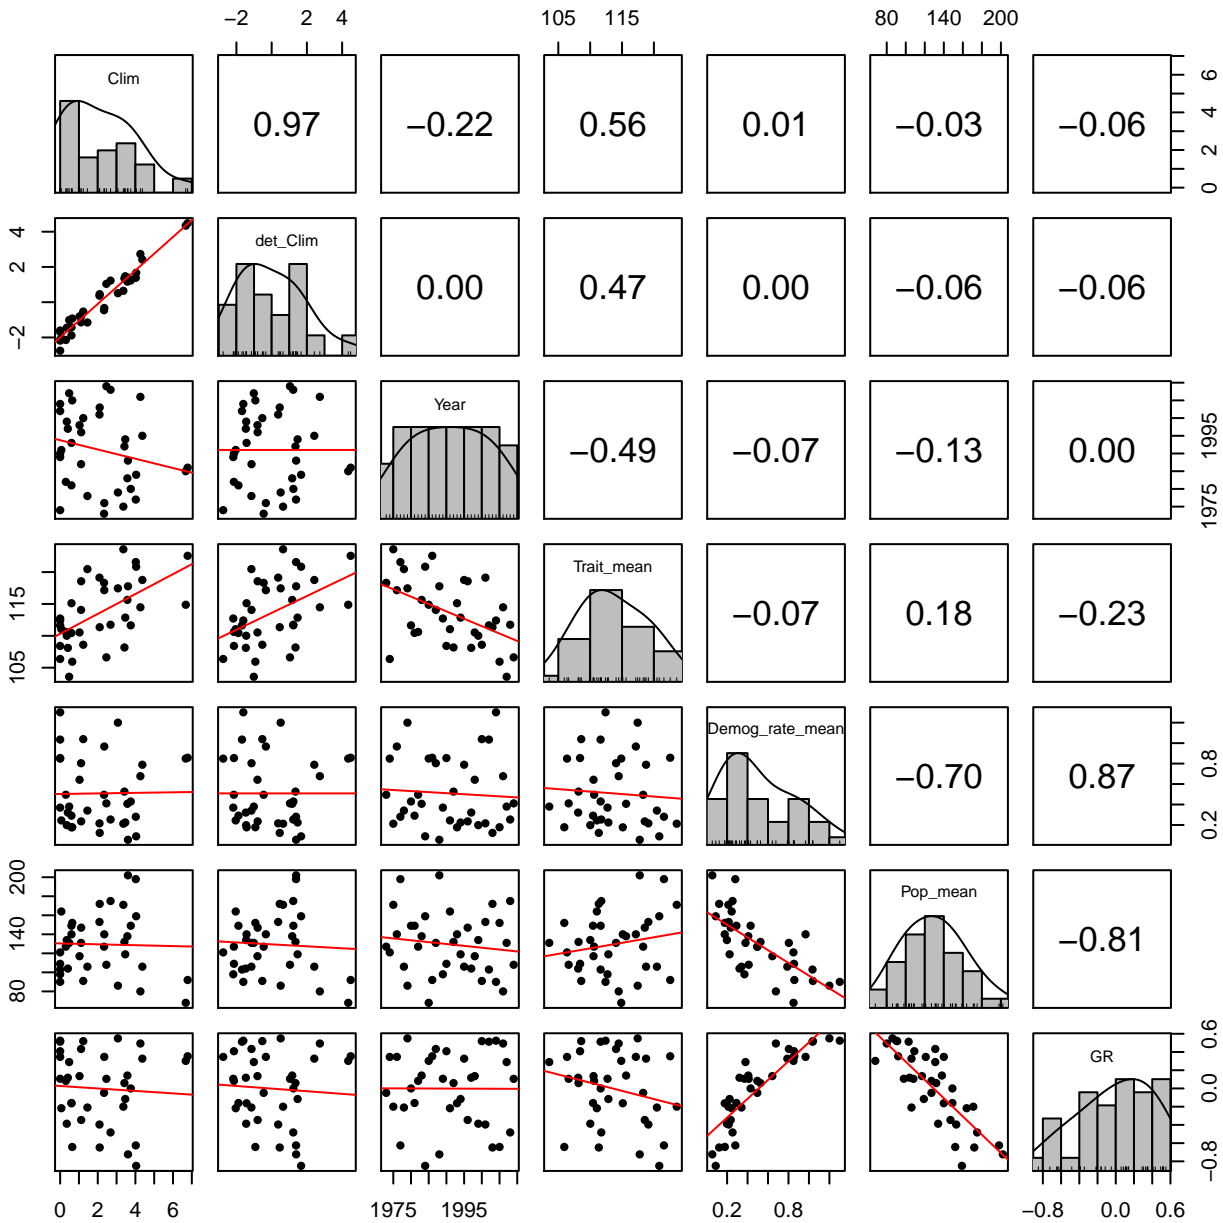 −2 2 4 105 115 80 140 200
Clim 0.97 −0.22 0.56 0.01 −0.03 −0.06 0 2 4 6
−2 2 4 det_Clim 0.00 0.47 0.00 −0.06 −0.06
Year −0.49 −0.07 −0.13 0.00 1975 1995
105 115 Trait_mean −0.07 0.18 −0.23
Demog_rate_mean −0.70 0.87 0.2 0.8
80 140 200 Pop_mean −0.81
GR −0.8 0.0 0.6
0 2 4 6 1975 1995 0.2 0.8 −0.8 0.0 0.6